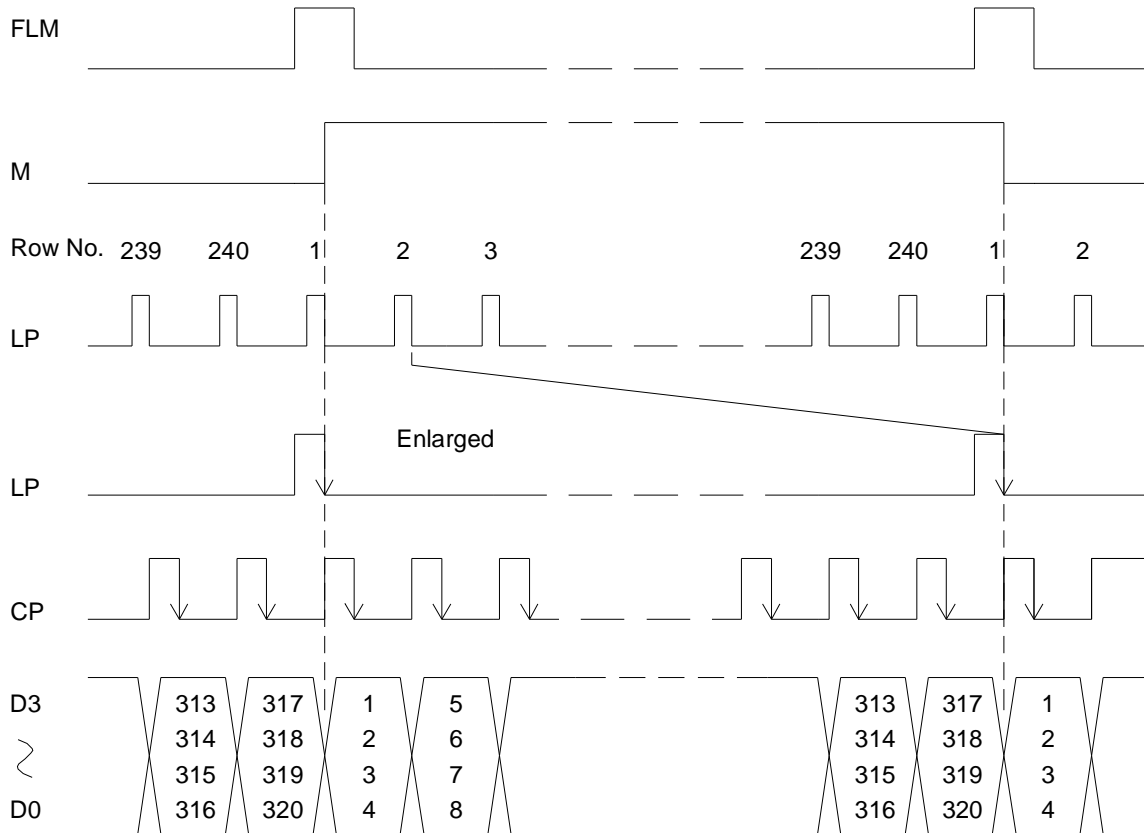 FLM
M
Row No. 239 240 1 2 3 239 240 1 2
LP
Enlarged
LP
CP
D3 313 317 1 5 313 317 1
314 318 2 6 314 318 2
315 319 3 7 315 319 3
D0 316 320 4 8 316 320 4